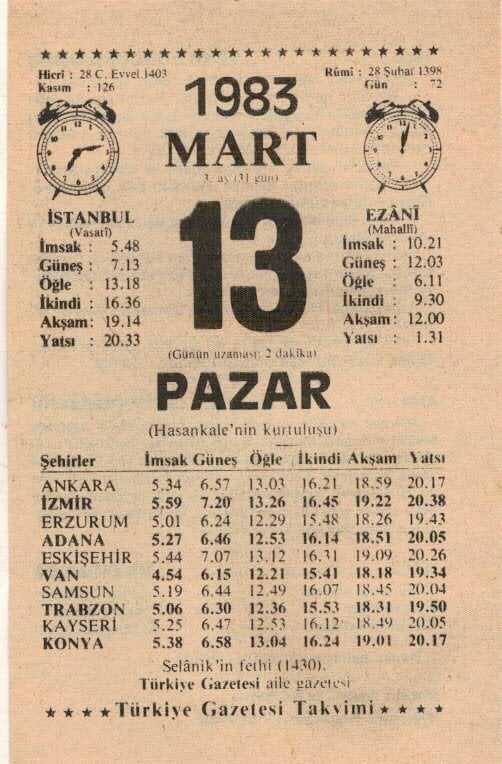 Hicrî : 28 C. Evvel 1403
Kasım : 126
Rûmî : 28 Şubat 1398
Gün : 72
1983
MART
3. ay (31 gün)
13
İSTANBUL
(Vasatî)
İmsak : 5.48
Güneş : 7.13
Öğle : 13.18
İkindi : 16.36
Akşam : 19.14
Yatsı : 20.33
EZÂNÎ
(Mahallî)
İmsak : 10.21
Güneş : 12.03
Öğle : 6.11
İkindi : 9.30
Akşam : 12.00
Yatsı : 1.31
(Günün uzaması: 2 dakika)
PAZAR
(Hasankale'nin kurtuluşu)
Şehirler İmsak Güneş Öğle İkindi Akşam Yatsı
ANKARA 5.34 6.57 13.03 16.21 18.59 20.17
İZMİR 5.59 7.20 13.26 16.45 19.22 20.38
ERZURUM 5.01 6.24 12.29 15.48 18.26 19.43
ADANA 5.27 6.46 12.53 16.14 18.51 20.05
ESKİŞEHİR 5.44 7.07 13.12 16.31 19.09 20.26
VAN 4.54 6.15 12.21 15.41 18.18 19.34
SAMSUN 5.19 6.44 12.49 16.07 18.45 20.04
TRABZON 5.06 6.30 12.36 15.53 18.31 19.50
KAYSERİ 5.25 6.47 12.53 16.12 18.49 20.05
KONYA 5.38 6.58 13.04 16.24 19.01 20.17
Selânik'in fethi (1430).
Türkiye Gazetesi aile gazetesi
★ ★ ★ ★ Türkiye Gazetesi Takvimi ★ ★ ★ ★